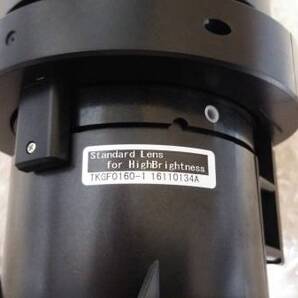 Standard Lens
for HighBrightness
TKGF0160-1 16110134A